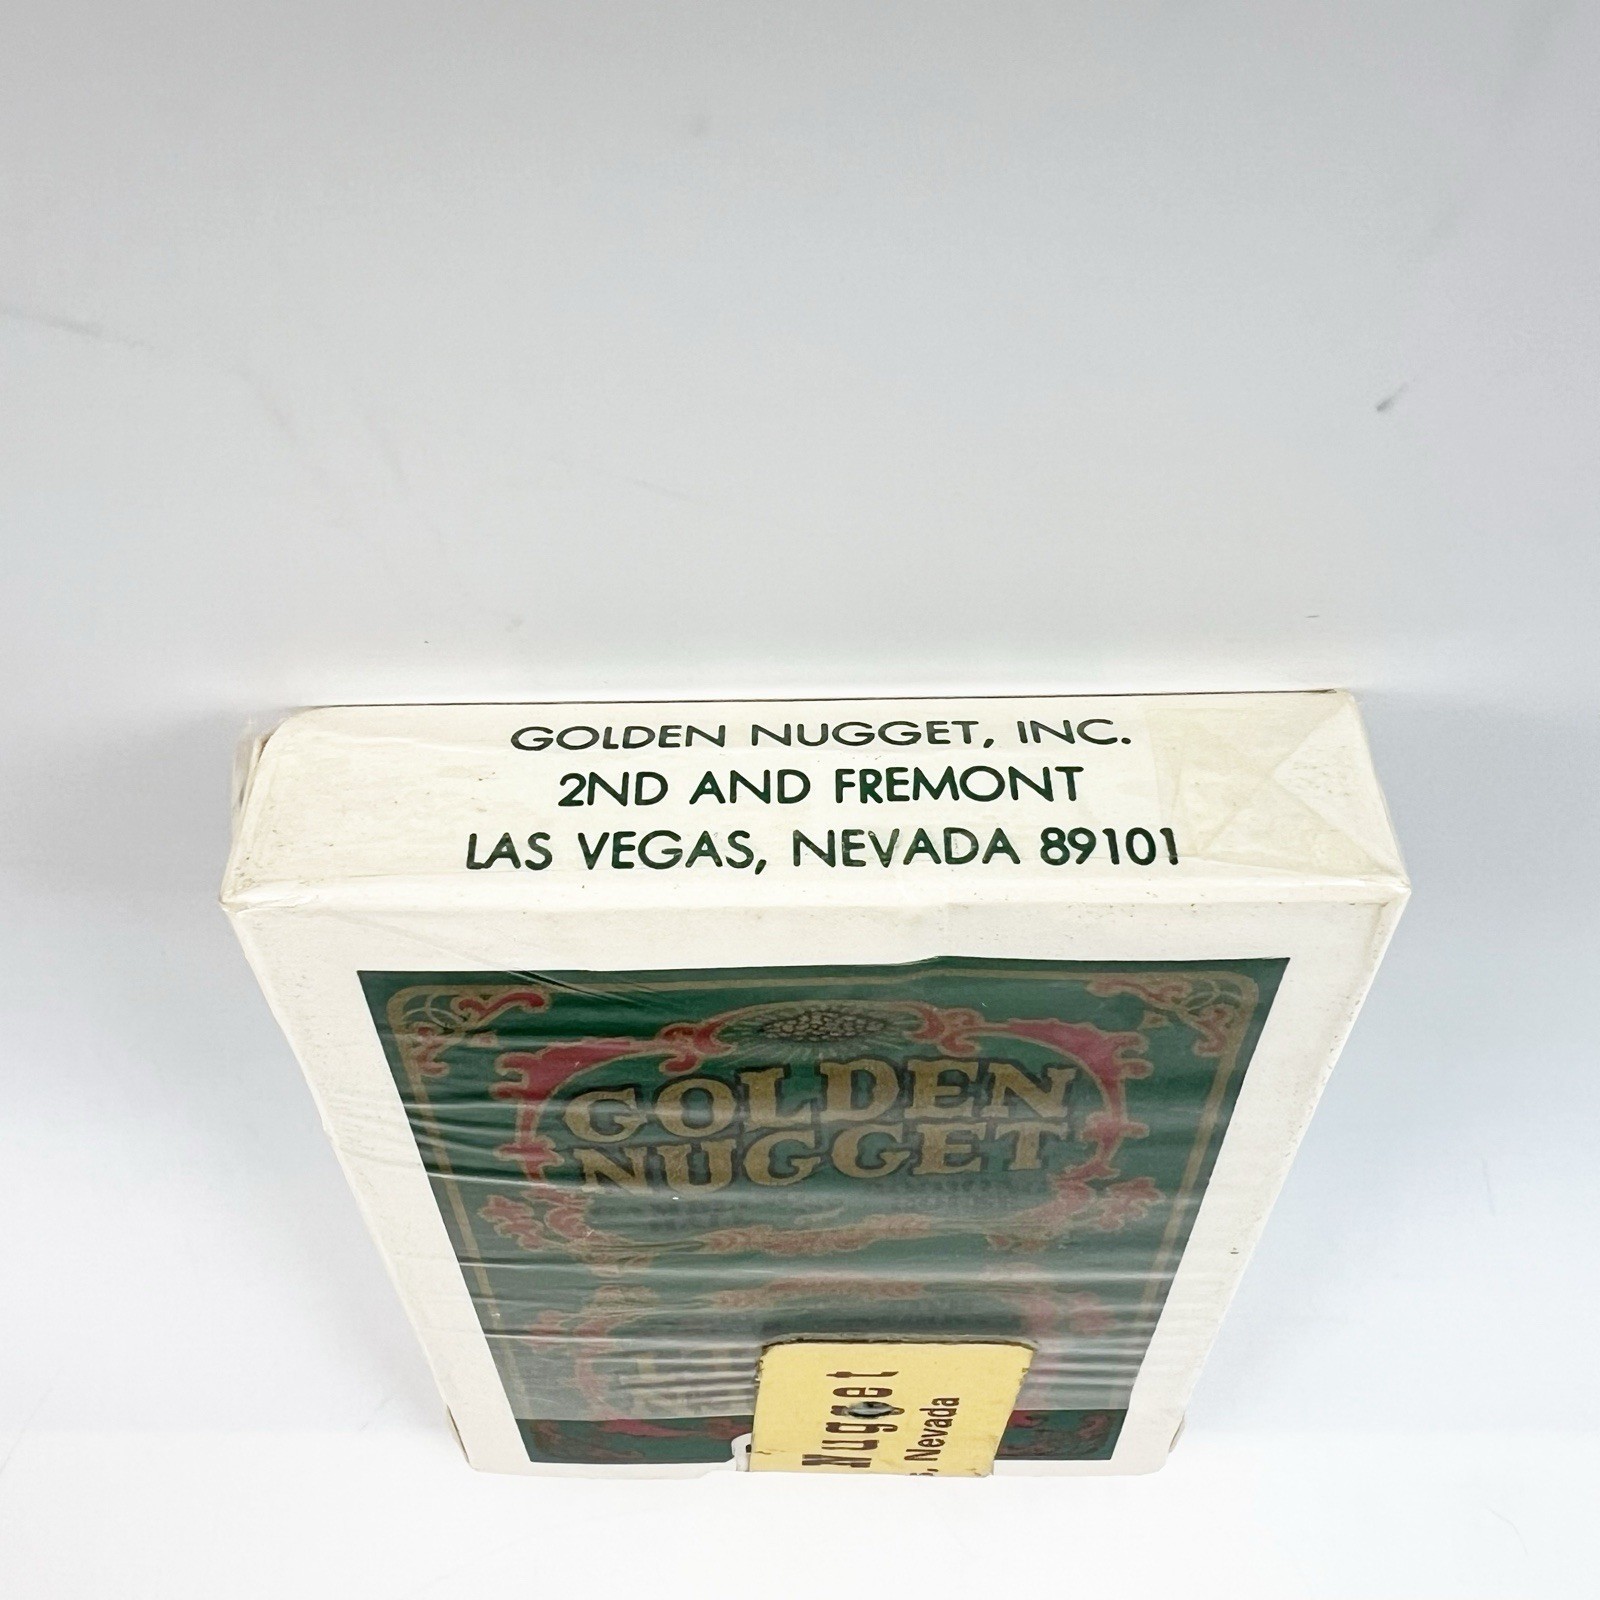 GOLDEN NUGGET, INC.
2ND AND FREMONT
LAS VEGAS, NEVADA 89101
GOLDEN
NUGGET
Nugget
, Nevada